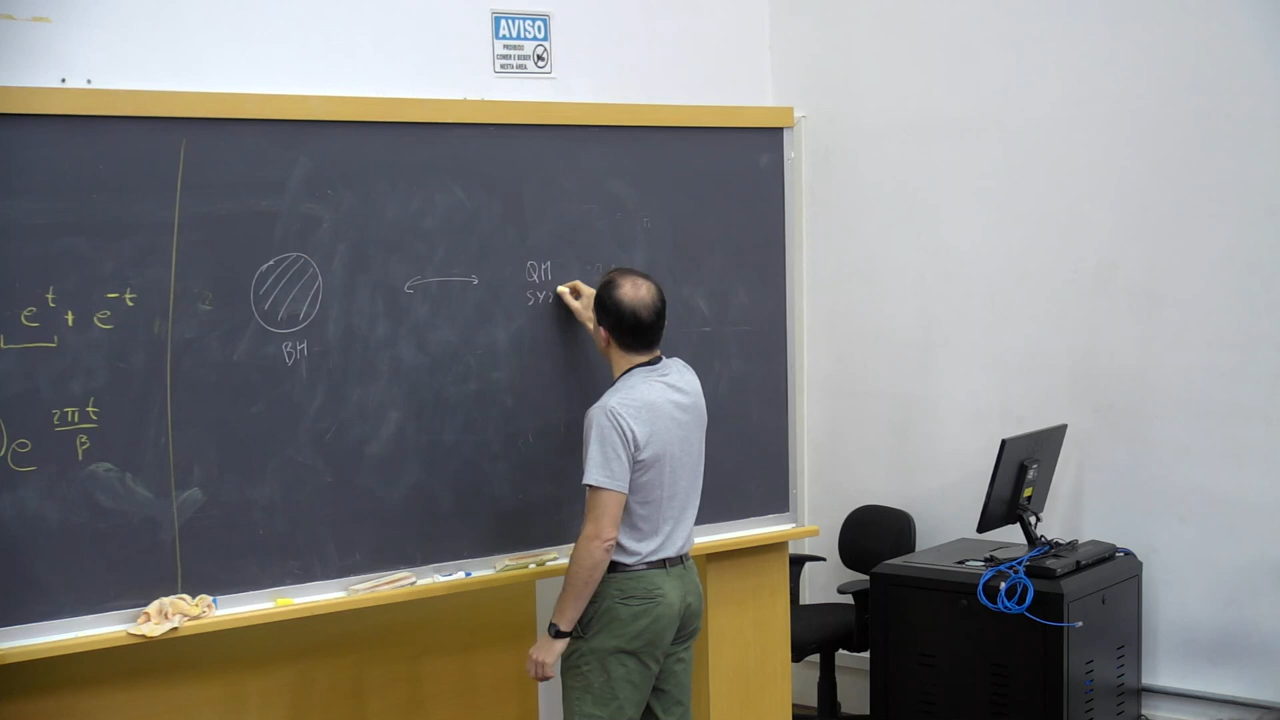 AVISO
PROIBIDO
COMER E BEBER
NESTA ÁREA.
e^t + e^-t
e^(2πt/β)
BH
QM
SYS